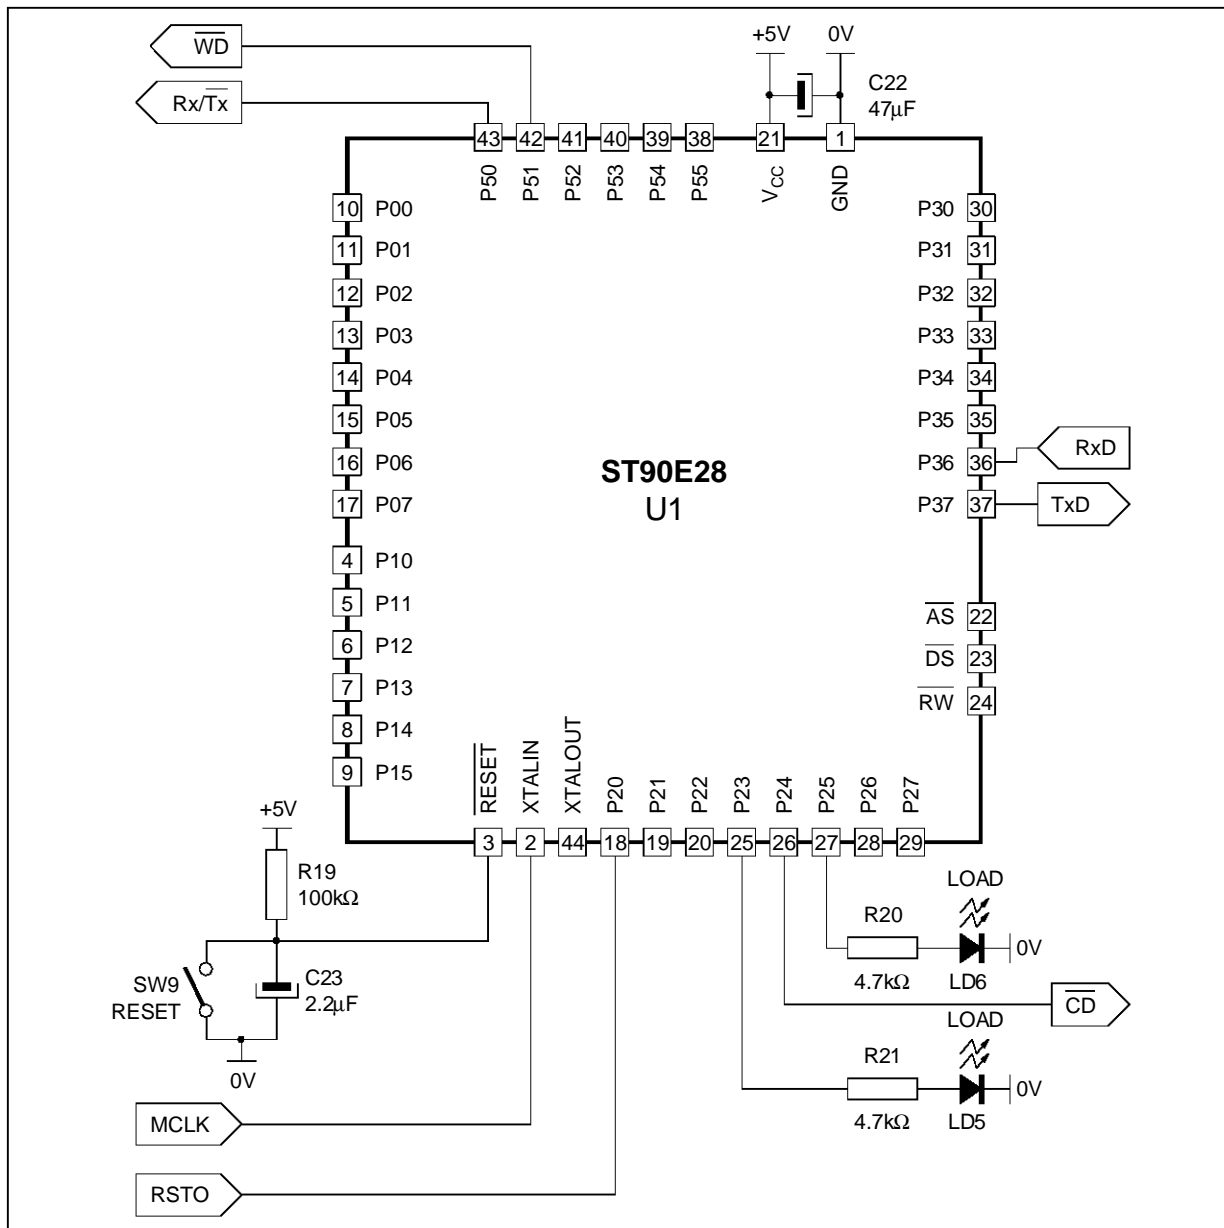 WD
+5V 0V
Rx/Tx
C22
47µF
43 42 41 40 39 38 21 1
P50 P51 P52 P53 P54 P55 VCC GND
10 P00 P30 30
11 P01 P31 31
12 P02 P32 32
13 P03 P33 33
14 P04 P34 34
15 P05 P35 35
16 P06 P36 36 RxD
ST90E28
U1
17 P07 P37 37 TxD
4 P10
5 P11
6 P12 AS 22
7 P13 DS 23
8 P14 RW 24
9 P15
RESET XTALIN XTALOUT P20 P21 P22 P23 P24 P25 P26 P27
3 2 44 18 19 20 25 26 27 28 29
+5V
R19
100kΩ
LOAD
R20
0V
4.7kΩ LD6
SW9
RESET
C23
2.2µF
CD
LOAD
R21
0V
4.7kΩ LD5
0V
MCLK
RSTO